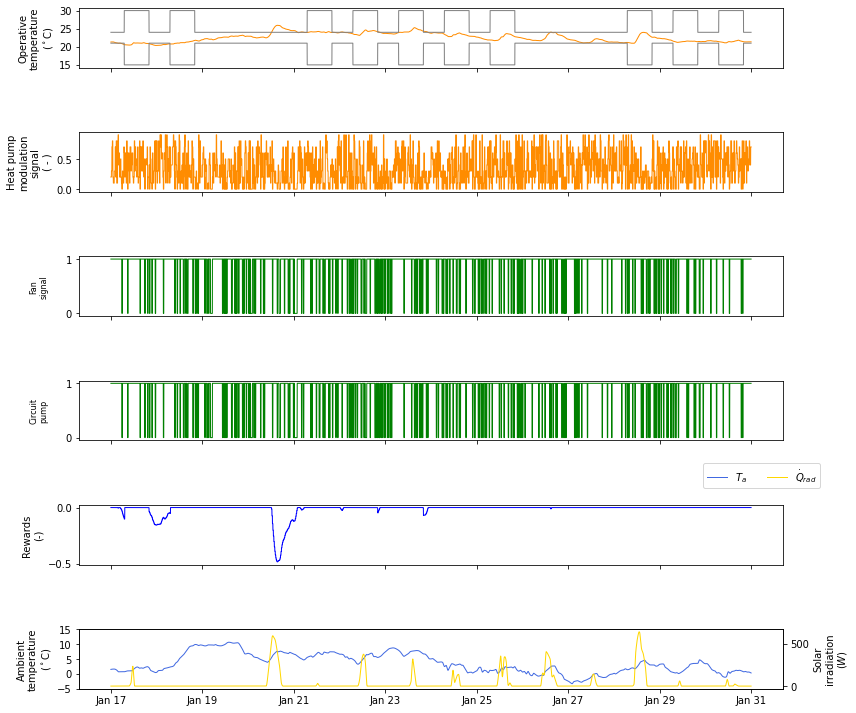 Operative
temperature
(°C)
30
25
20
15
Heat pump
modulation
signal
( - )
0.5
0.0
Fan
signal
1
0
Circuit
pump
1
0
T_a
Q̇_rad
Rewards
(-)
0.0
−0.5
Ambient
temperature
(°C)
15
10
5
0
−5
500
0
Solar
irradiation
(W)
Jan 17
Jan 19
Jan 21
Jan 23
Jan 25
Jan 27
Jan 29
Jan 31